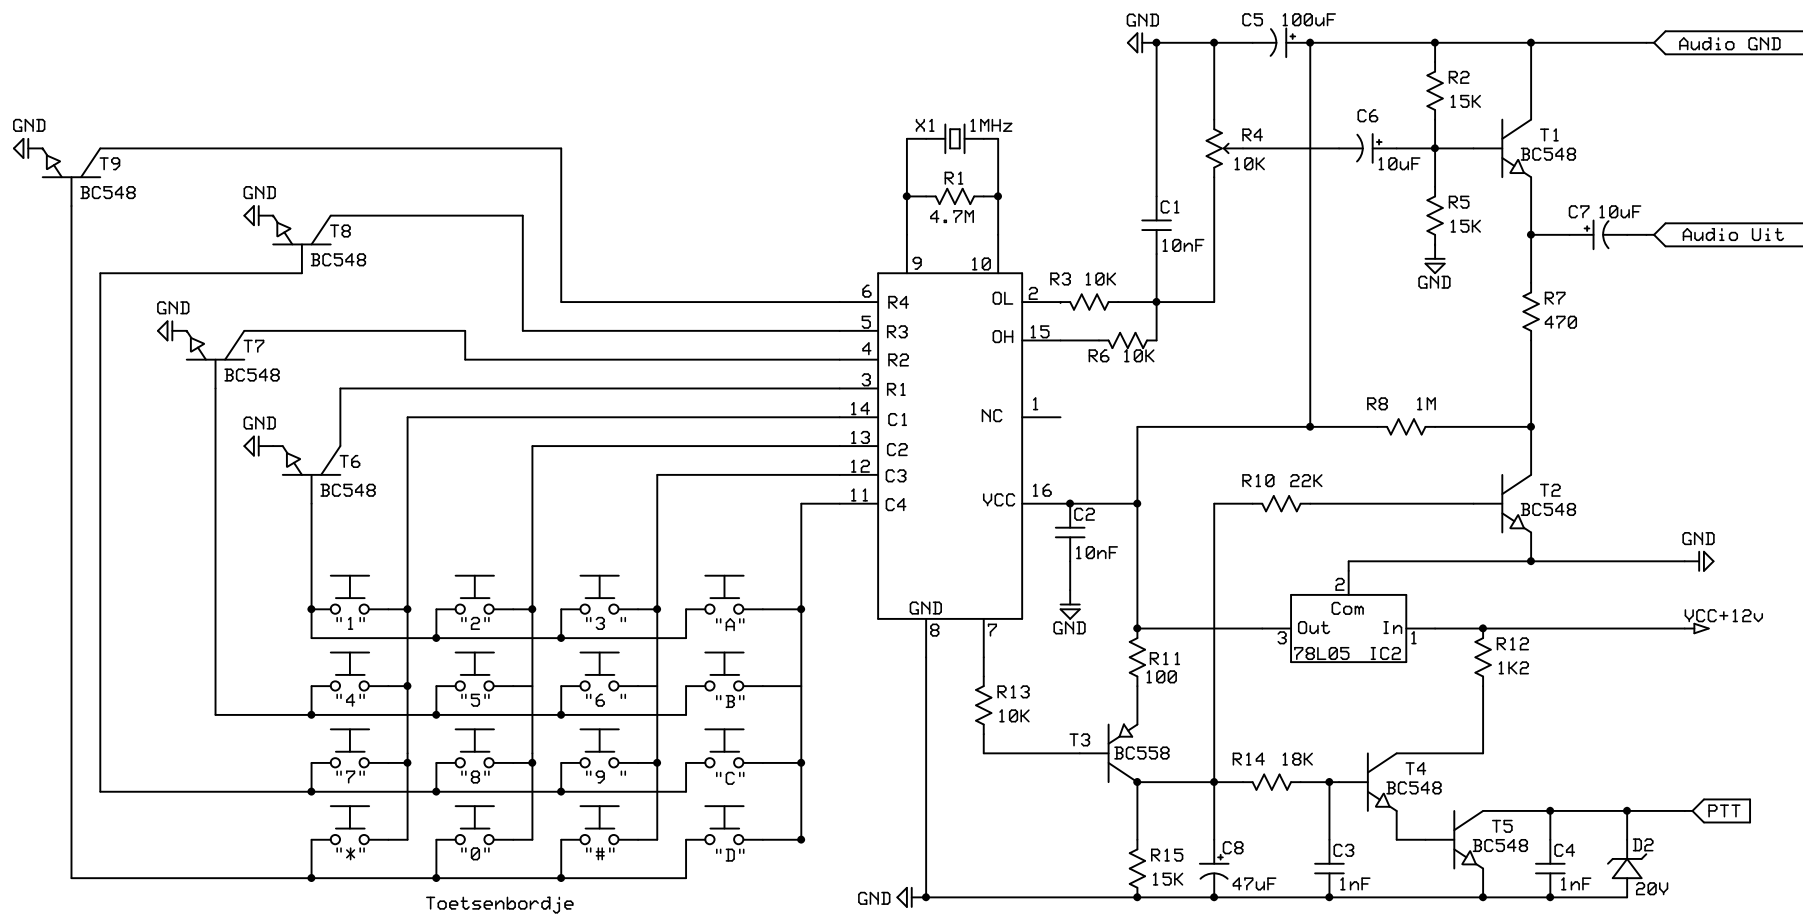 GND
C5 100uF
Audio GND
R2
15K
C6
10uF
T1
BC548
X1 1MHz
R4
10K
GND
T9
BC548
R1
4.7M
GND
T8
BC548
C1
10nF
R5
15K
GND
C7 10uF
Audio Uit
9
10
R3 10K
6
R4
OL
2
5
R3
OH
15
R6 10K
R7
470
GND
T7
BC548
4
R2
3
R1
NC
1
R8 1M
14
C1
GND
T6
BC548
13
C2
12
C3
R10 22K
T2
BC548
11
C4
VCC
16
C2
10nF
GND
GND
2
Com
VCC+12v
Out
In
3
1
78L05 IC2
R12
1K2
GND
8
7
"1"
"2"
"3 "
"A"
R11
100
"4"
"5"
"6 "
"B"
R13
10K
T3
BC558
"7"
"8"
"9 "
"C"
R14 18K
T4
BC548
PTT
T5
BC548
"*"
"0"
"#"
"D"
R15
15K
C8
47uF
C3
1nF
C4
1nF
D2
20V
GND
Toetsenbordje